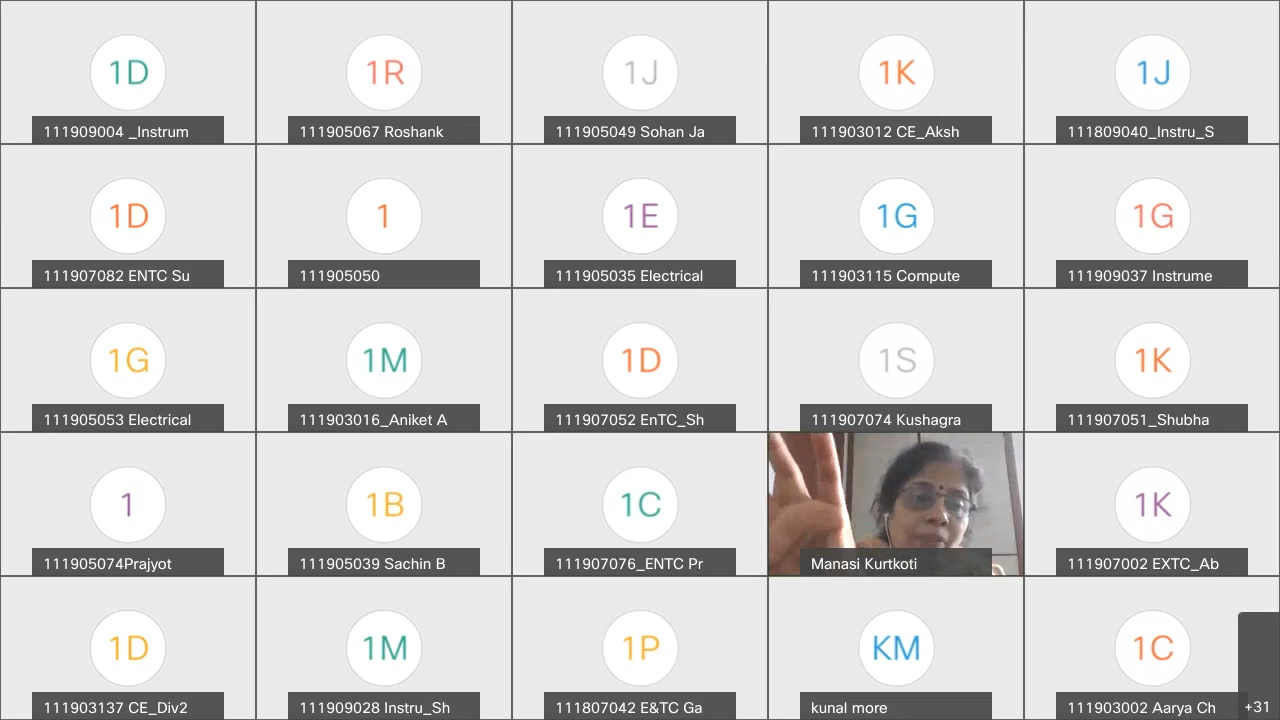 1D
1R
1J
1K
1J
111909004 _Instrum
111905067 Roshank
111905049 Sohan Ja
111903012 CE_Aksh
111809040_Instru_S
1D
1
1E
1G
1G
111907082 ENTC Su
111905050
111905035 Electrical
111903115 Compute
111909037 Instrume
1G
1M
1D
1S
1K
111905053 Electrical
111903016_Aniket A
111907052 EnTC_Sh
111907074 Kushagra
111907051_Shubha
1
1B
1C
1K
111905074Prajyot
111905039 Sachin B
111907076_ENTC Pr
Manasi Kurtkoti
111907002 EXTC_Ab
1D
1M
1P
KM
1C
111903137 CE_Div2
111909028 Instru_Sh
111807042 E&TC Ga
kunal more
111903002 Aarya Ch
+31